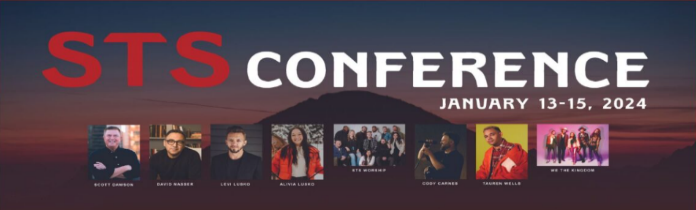 STS CONFERENCE
JANUARY 13-15, 2024
SCOTT DAWSON
DAVID NASSER
LEVI LUSKO
ALIVIA LUSKO
STS WORSHIP
CODY CARNES
TAUREN WELLS
WE THE KINGDOM